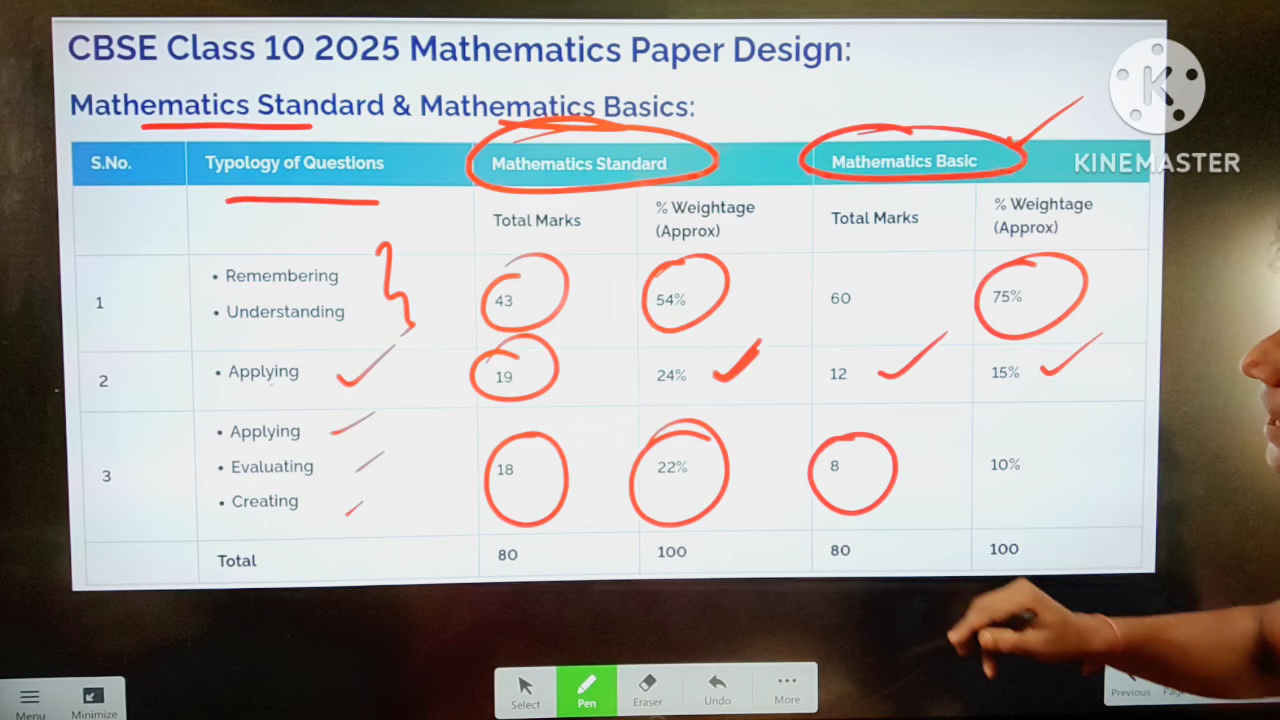 CBSE Class 10 2025 Mathematics Paper Design:
Mathematics Standard & Mathematics Basics:
KINEMASTER
S.No. Typology of Questions Mathematics Standard Mathematics Basic
Total Marks % Weightage (Approx) Total Marks % Weightage (Approx)
1 • Remembering • Understanding 43 54% 60 75%
2 • Applying 19 24% 12 15%
3 • Applying • Evaluating • Creating 18 22% 8 10%
Total 80 100 80 100
Menu Minimize Select Pen Eraser Undo More Previous